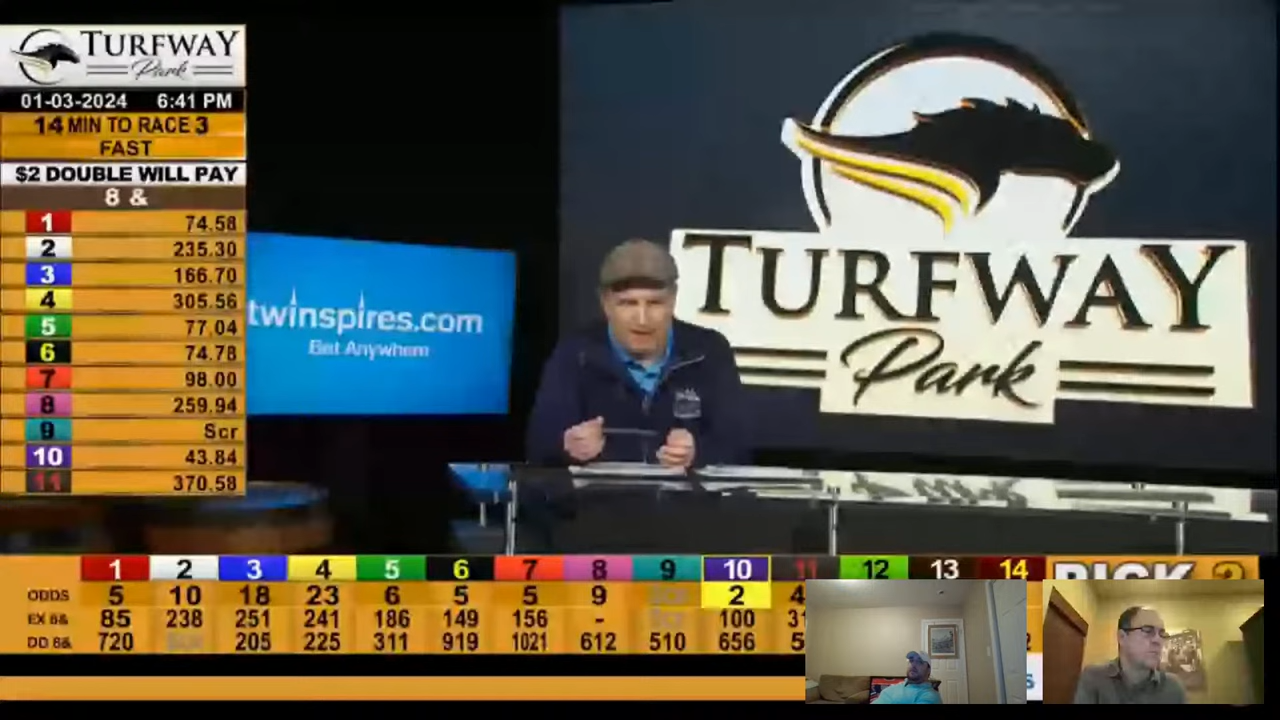 TURFWAY
Park
01-03-2024 6:41 PM
14 MIN TO RACE 3
FAST
$2 DOUBLE WILL PAY
8 &
1 74.58
2 235.30
3 166.70
4 305.56
5 77.04
6 74.78
7 98.00
8 259.94
9 Scr
10 43.84
11 370.58
twinspires.com
Bet Anywhere
TURFWAY
Park
1 2 3 4 5 6 7 8 9 10 11 12 13 14
ODDS 5 10 18 23 6 5 5 9 2
EX 8& 85 238 251 241 186 149 156 - 100
DD 8& 720 205 225 311 919 1021 612 510 656